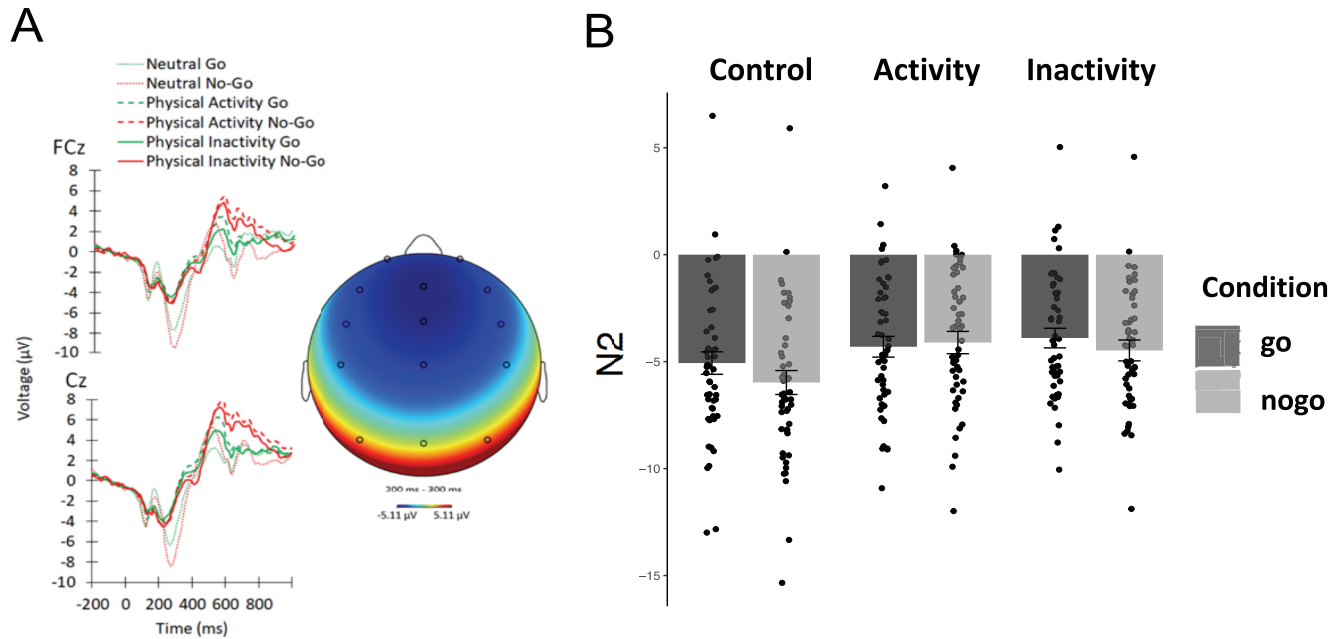 A
Neutral Go
Neutral No-Go
Physical Activity Go
Physical Activity No-Go
Physical Inactivity Go
Physical Inactivity No-Go
FCz
8
6
4
2
0
-2
-4
-6
-8
-10
Voltage (µV)
Cz
8
6
4
2
0
-2
-4
-6
-8
-10
-200 0 200 400 600 800
Time (ms)
200 ms - 300 ms
-5.11 µV 5.11 µV
B
Control Activity Inactivity
N2
5
0
−5
−10
−15
Condition
go
nogo